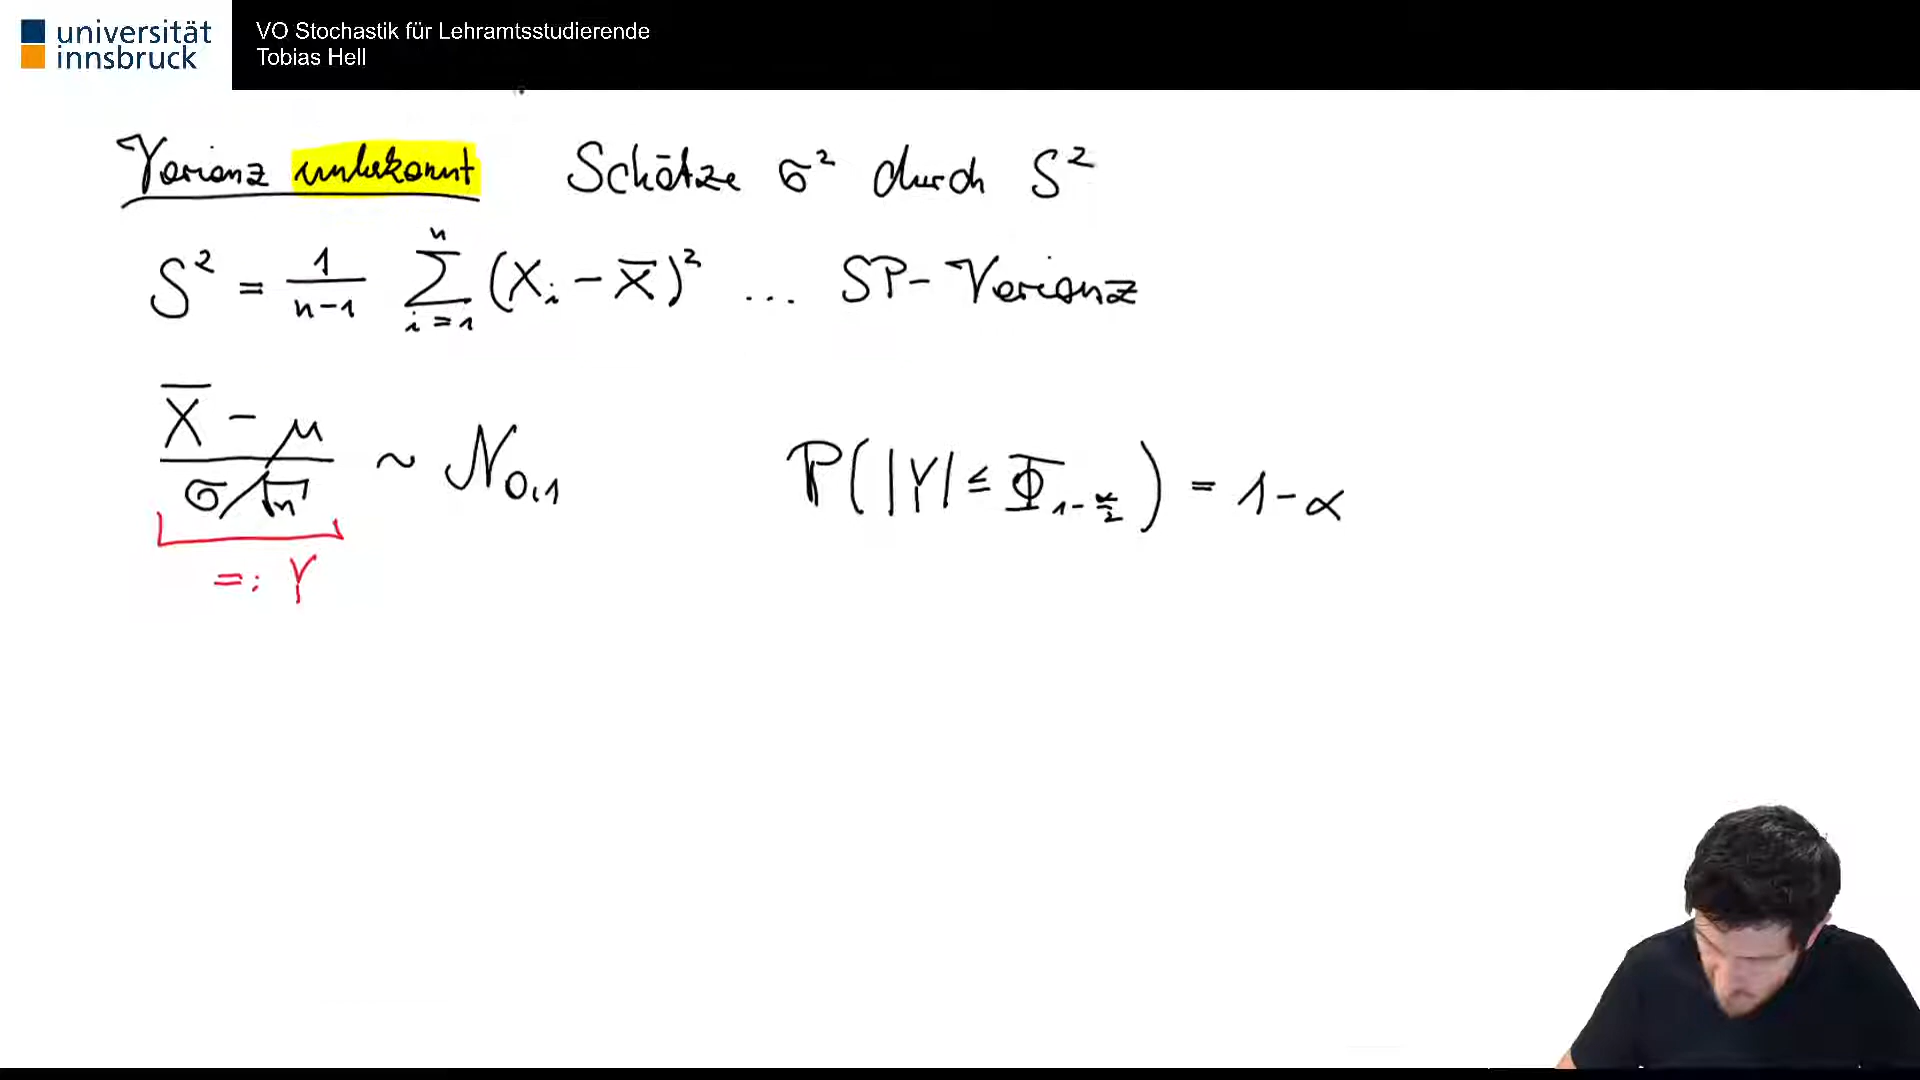 universität
innsbruck
VO Stochastik für Lehramtsstudierende
Tobias Hell
Varianz unbekannt Schätze σ² durch S²
S² = 1/(n-1) ∑_{i=1}^{n} (X_i - X̄)² ... SP-Varianz
(X̄ - μ)/(σ/√n) ~ N_{0,1} P(|Y| ≤ Φ_{1-α/2}) = 1-α
=: Y